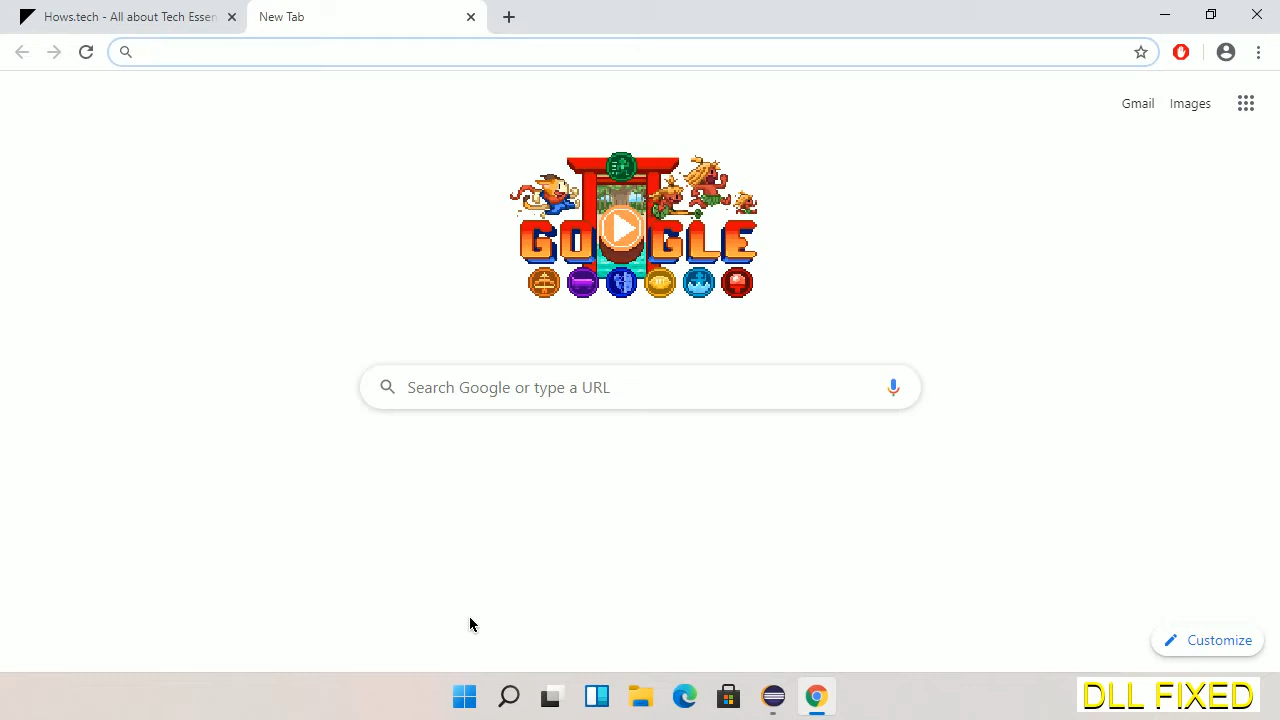 Hows.tech - All about Tech Essen
New Tab
Gmail
Images
GOOGLE
Search Google or type a URL
Customize
DLL FIXED